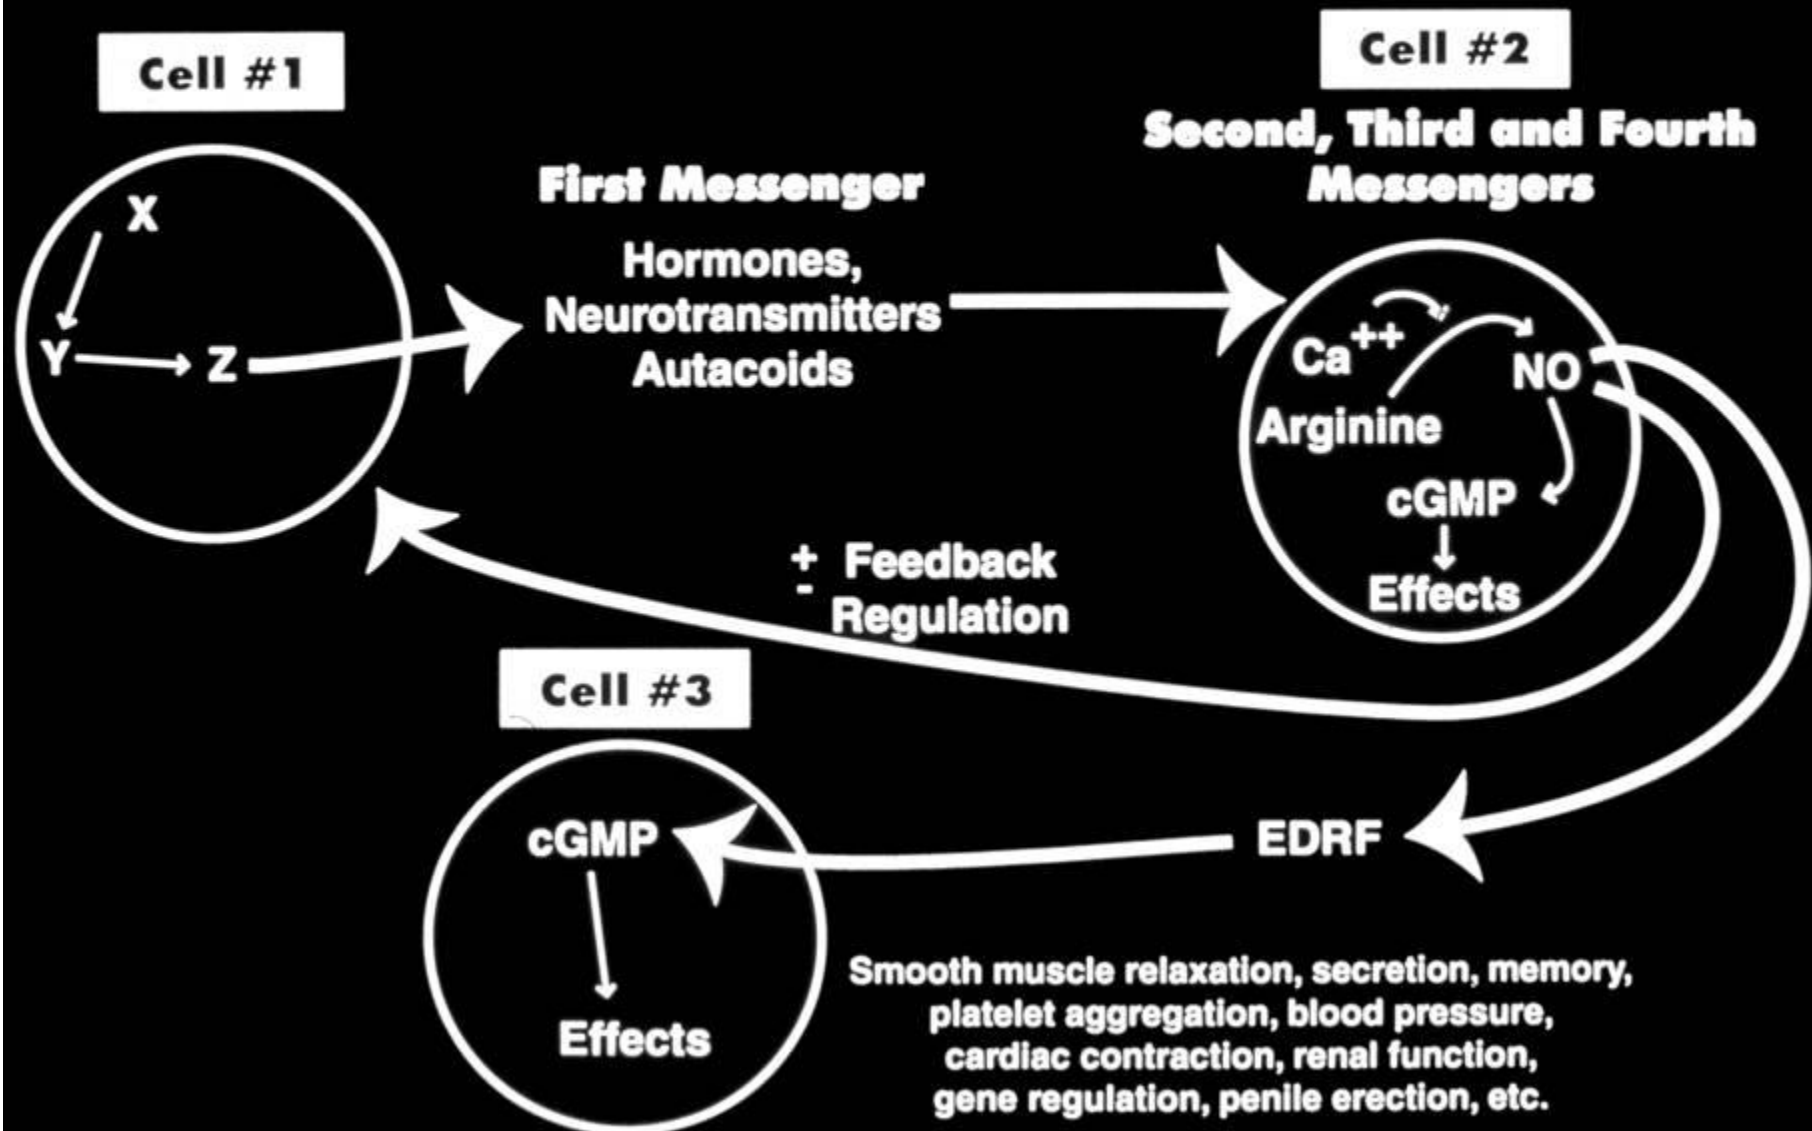 Cell #1
X
Y
Z
First Messenger
Hormones,
Neurotransmitters
Autacoids
Cell #2
Second, Third and Fourth
Messengers
Ca++
Arginine
NO
cGMP
Effects
+ Feedback
- Regulation
Cell #3
cGMP
Effects
EDRF
Smooth muscle relaxation, secretion, memory,
platelet aggregation, blood pressure,
cardiac contraction, renal function,
gene regulation, penile erection, etc.